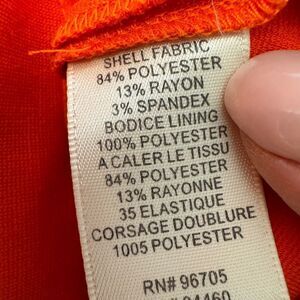 SHELL FABRIC
84% POLYESTER
13% RAYON
3% SPANDEX
BODICE LINING
100% POLYESTER
A CALER LE TISSU
84% POLYESTER
13% RAYONNE
35 ELASTIQUE
CORSAGE DOUBLURE
1005 POLYESTER
RN# 96705